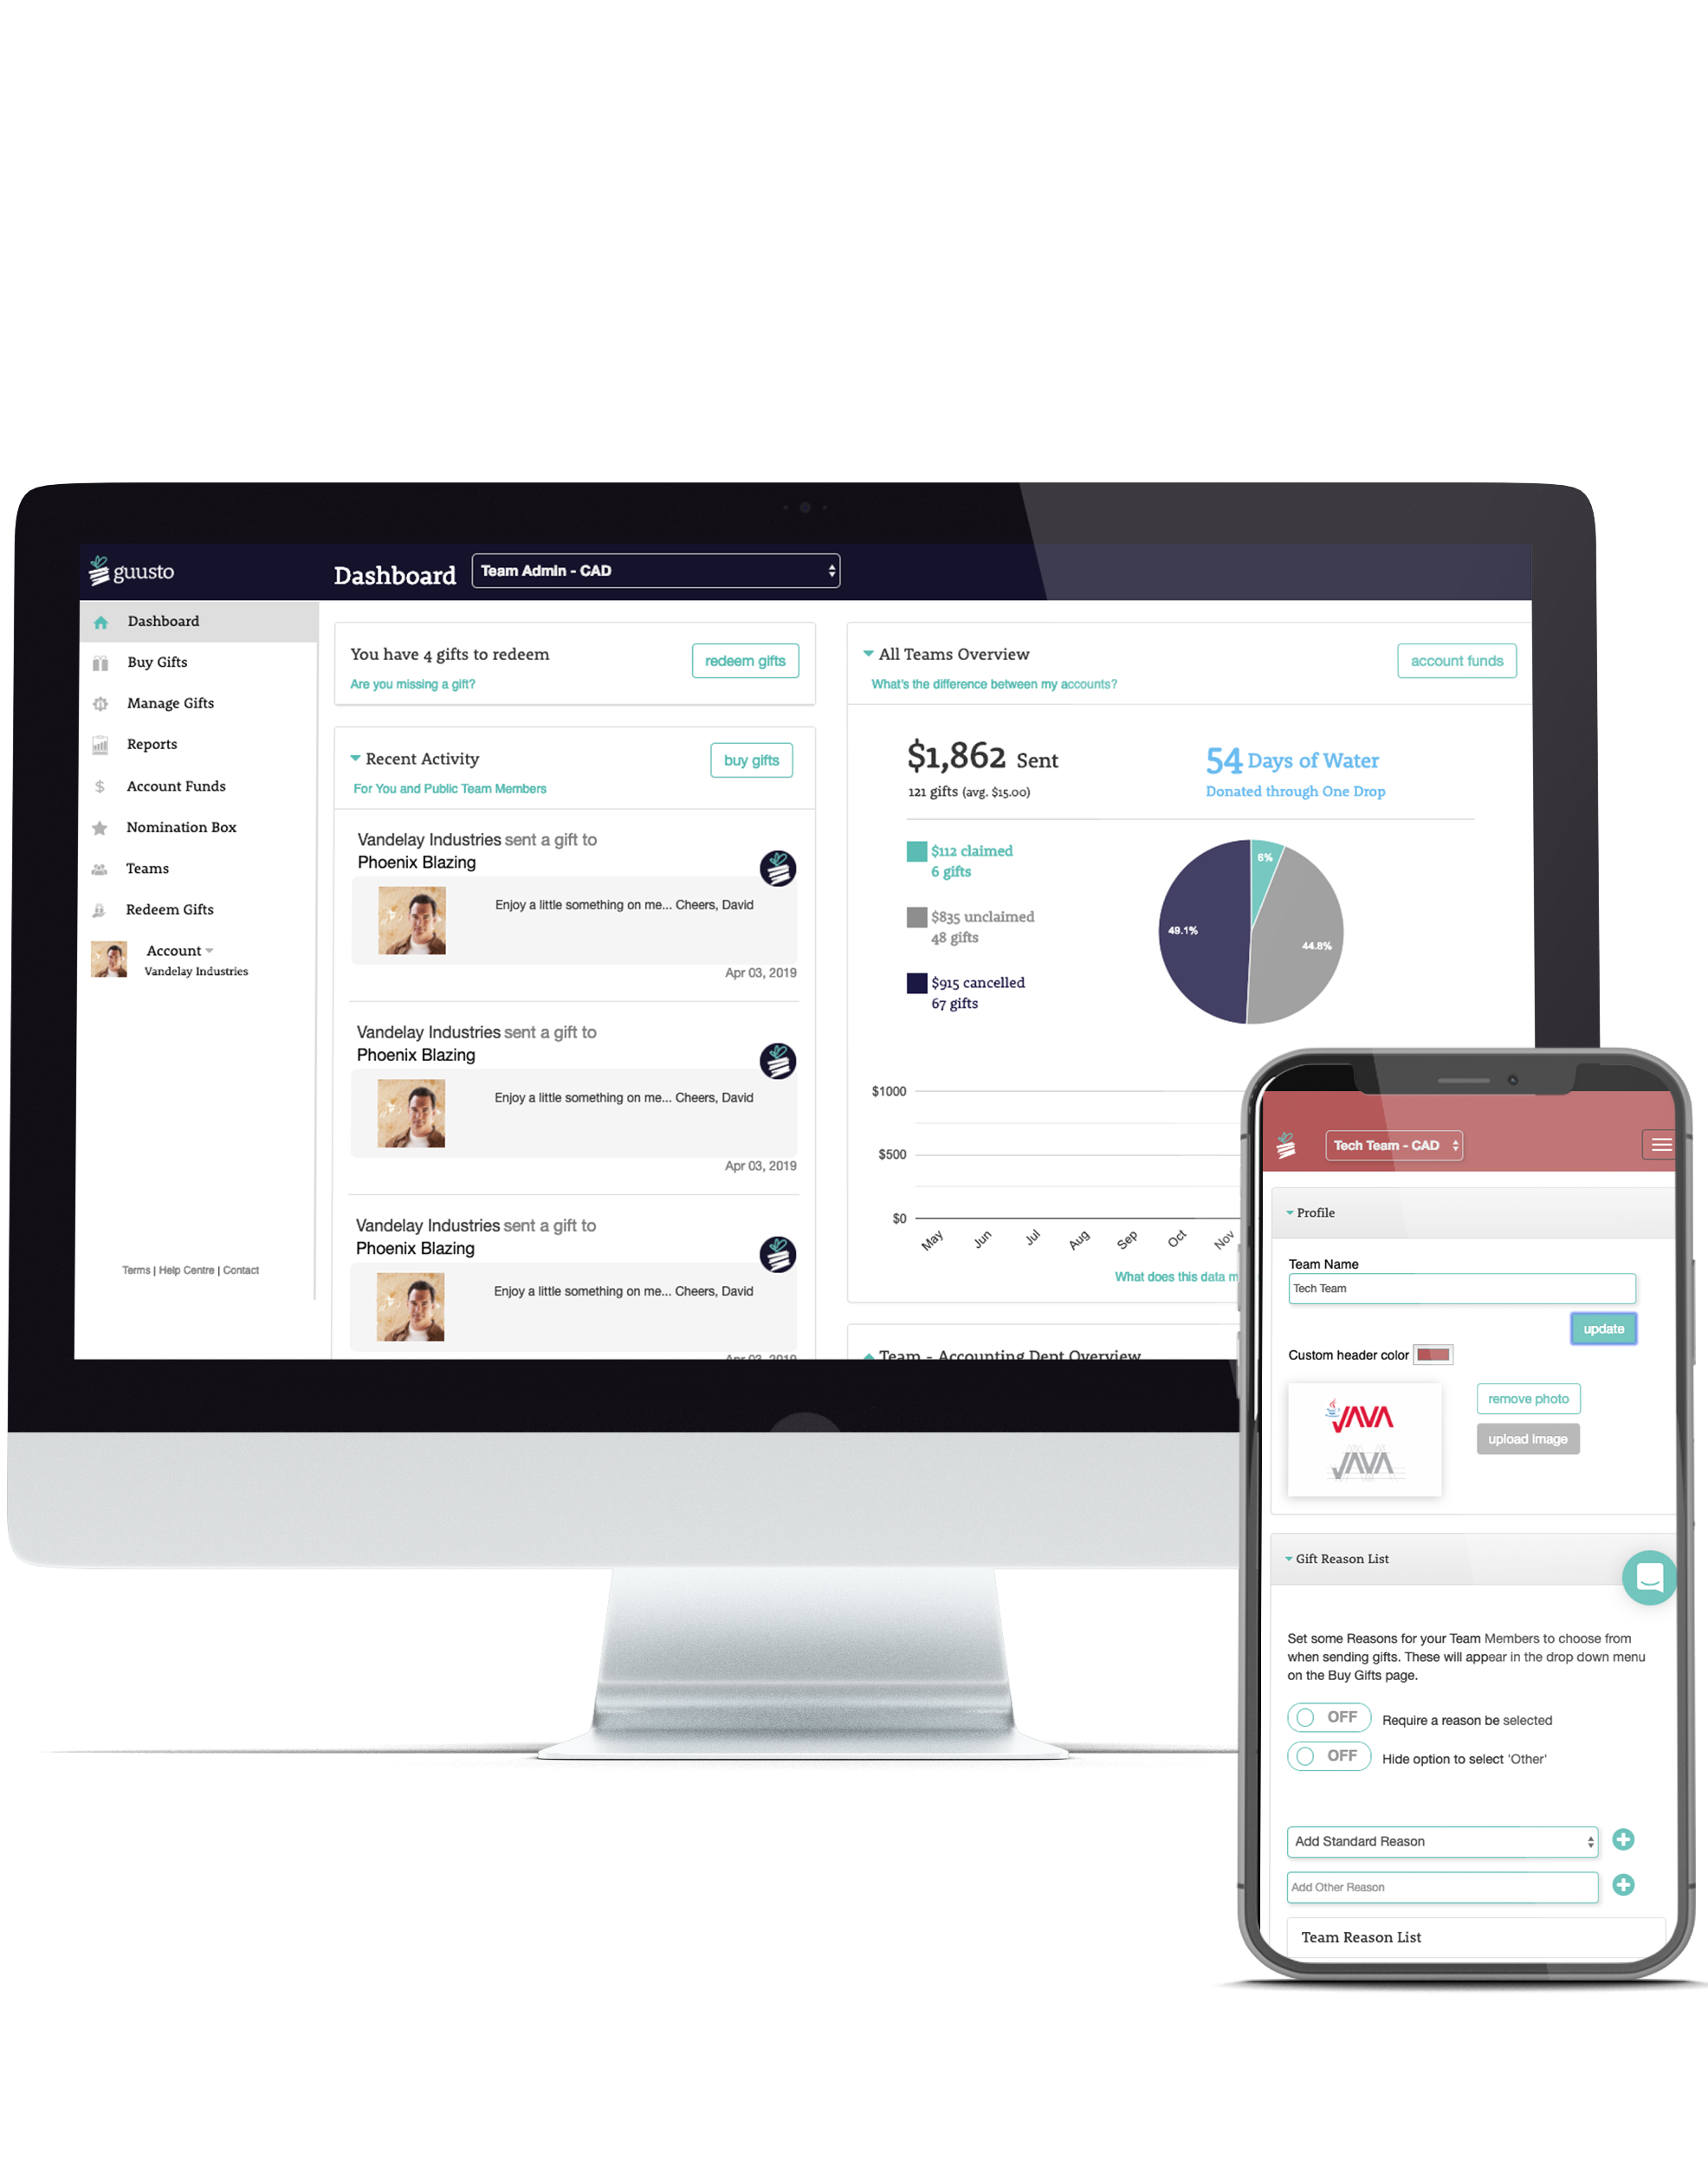 guusto
Dashboard
Team Admin - CAD
Dashboard
Buy Gifts
Manage Gifts
Reports
Account Funds
Nomination Box
Teams
Redeem Gifts
Account
Vandelay Industries
Terms | Help Centre | Contact
You have 4 gifts to redeem
redeem gifts
Are you missing a gift?
Recent Activity
buy gifts
For You and Public Team Members
Vandelay Industries sent a gift to
Phoenix Blazing
Enjoy a little something on me... Cheers, David
Apr 03, 2019
Vandelay Industries sent a gift to
Phoenix Blazing
Enjoy a little something on me... Cheers, David
Apr 03, 2019
Vandelay Industries sent a gift to
Phoenix Blazing
Enjoy a little something on me... Cheers, David
Apr 03, 2019
All Teams Overview
account funds
What's the difference between my accounts?
$1,862 Sent
121 gifts (avg. $15.00)
54 Days of Water
Donated through One Drop
$112 claimed
6 gifts
$835 unclaimed
48 gifts
$915 cancelled
67 gifts
6%
49.1%
44.8%
$1000
$500
$0
May Jun Jul Aug Sep Oct Nov
What does this data m
Team - Accounting Dept Overview
Tech Team - CAD
Profile
Team Name
Tech Team
update
Custom header color
JAVA
JAVA
remove photo
upload image
Gift Reason List
Set some Reasons for your Team Members to choose from
when sending gifts. These will appear in the drop down menu
on the Buy Gifts page.
OFF Require a reason be selected
OFF Hide option to select 'Other'
Add Standard Reason
Add Other Reason
Team Reason List